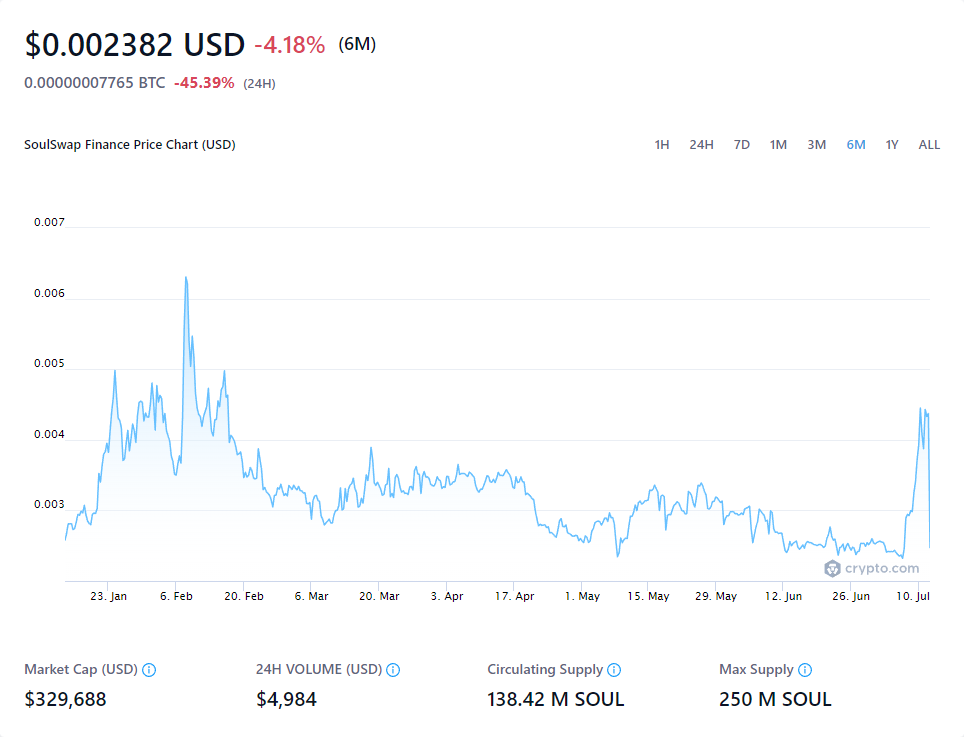 $0.002382 USD -4.18% (6M)
0.00000007765 BTC -45.39% (24H)
SoulSwap Finance Price Chart (USD) 1H 24H 7D 1M 3M 6M 1Y ALL
0.007
0.006
0.005
0.004
0.003
crypto.com
23. Jan 6. Feb 20. Feb 6. Mar 20. Mar 3. Apr 17. Apr 1. May 15. May 29. May 12. Jun 26. Jun 10. Jul
Market Cap (USD) 24H VOLUME (USD) Circulating Supply Max Supply
$329,688 $4,984 138.42 M SOUL 250 M SOUL